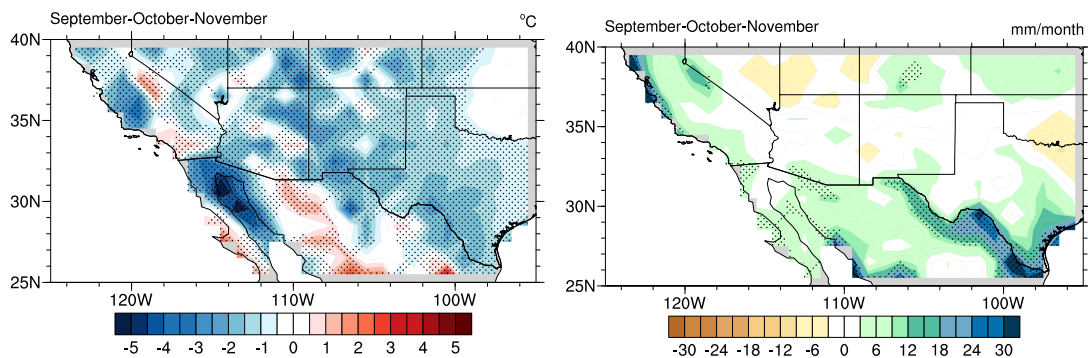 September-October-November °C
40N
35N
30N
25N
120W 110W 100W
-5 -4 -3 -2 -1 0 1 2 3 4 5
September-October-November mm/month
40N
35N
30N
25N
120W 110W 100W
-30 -24 -18 -12 -6 0 6 12 18 24 30